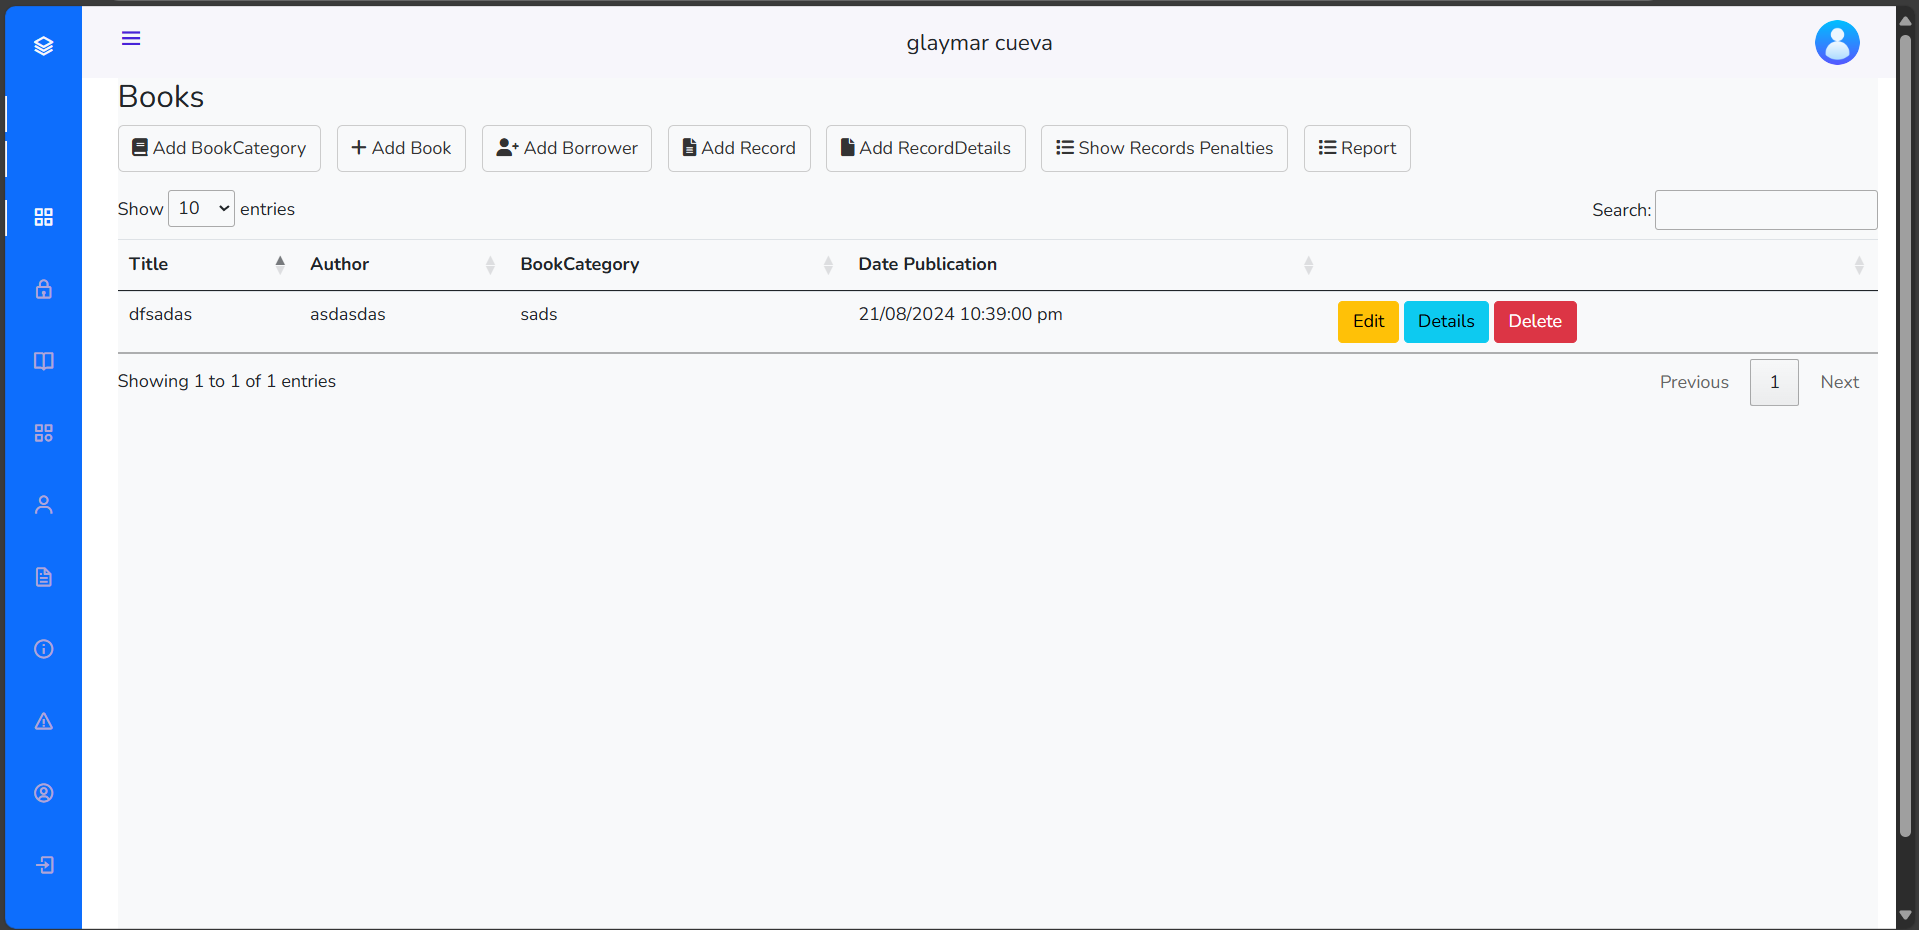 glaymar cueva
Books
Add BookCategory Add Book Add Borrower Add Record Add RecordDetails Show Records Penalties Report
Show 10 entries Search:
Title Author BookCategory Date Publication
dfsadas asdasdas sads 21/08/2024 10:39:00 pm Edit Details Delete
Showing 1 to 1 of 1 entries Previous 1 Next